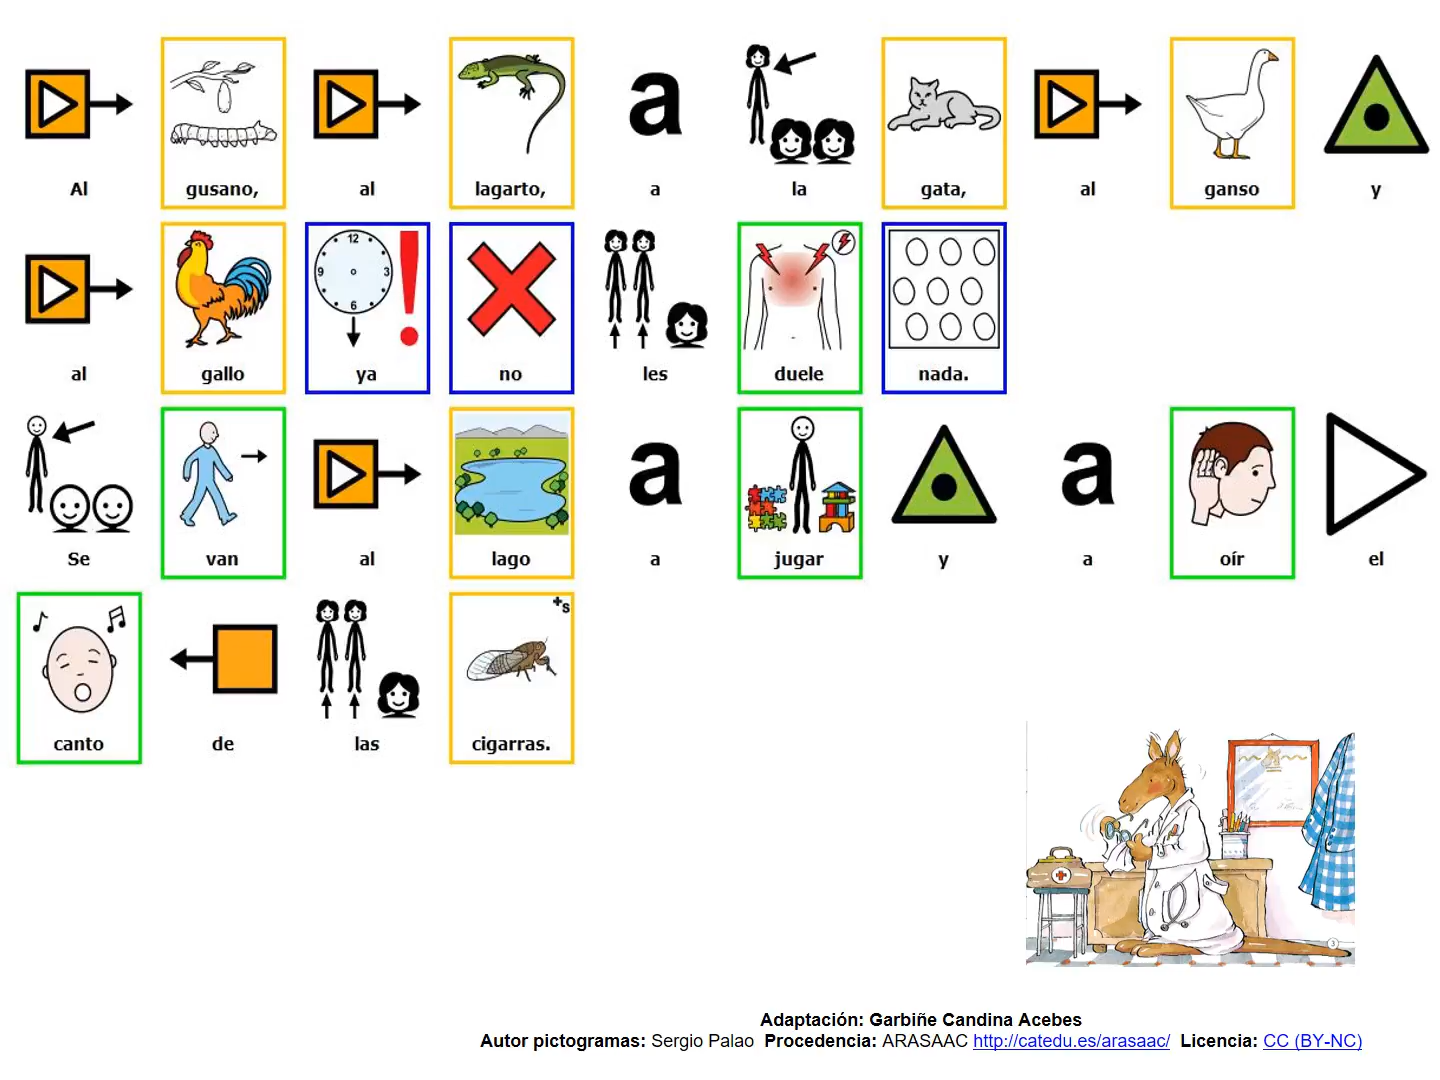 Al gusano, al lagarto, a la gata, al ganso y
al gallo ya no les duele nada.
Se van al lago a jugar y a oír el
canto de las cigarras.
Adaptación: Garbiñe Candina Acebes
Autor pictogramas: Sergio Palao Procedencia: ARASAAC http://catedu.es/arasaac/ Licencia: CC (BY-NC)